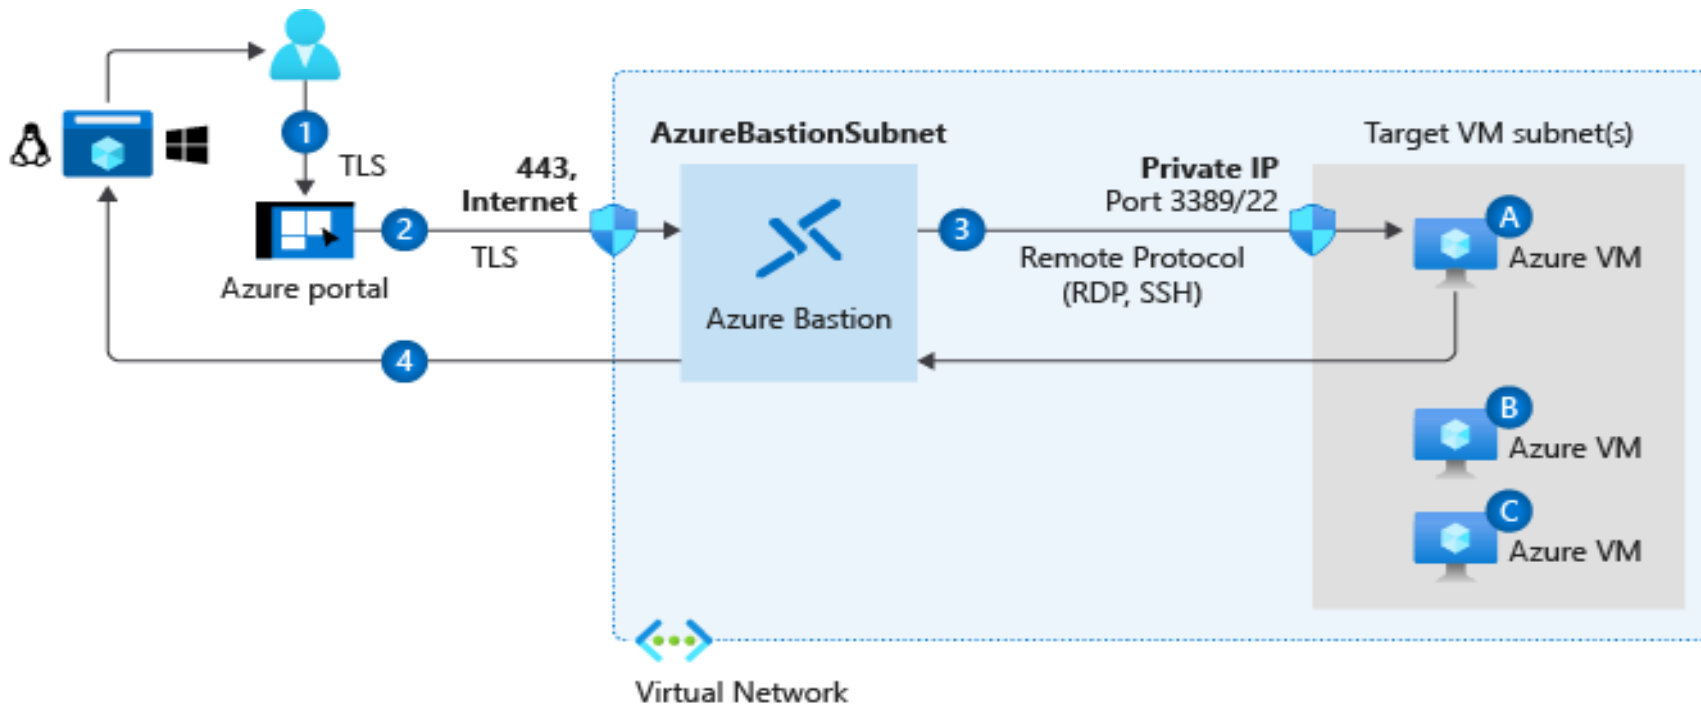 1
TLS
Azure portal
2
443,
Internet
TLS
AzureBastionSubnet
Azure Bastion
3
Private IP
Port 3389/22
Remote Protocol
(RDP, SSH)
Target VM subnet(s)
A
Azure VM
4
B
Azure VM
C
Azure VM
Virtual Network